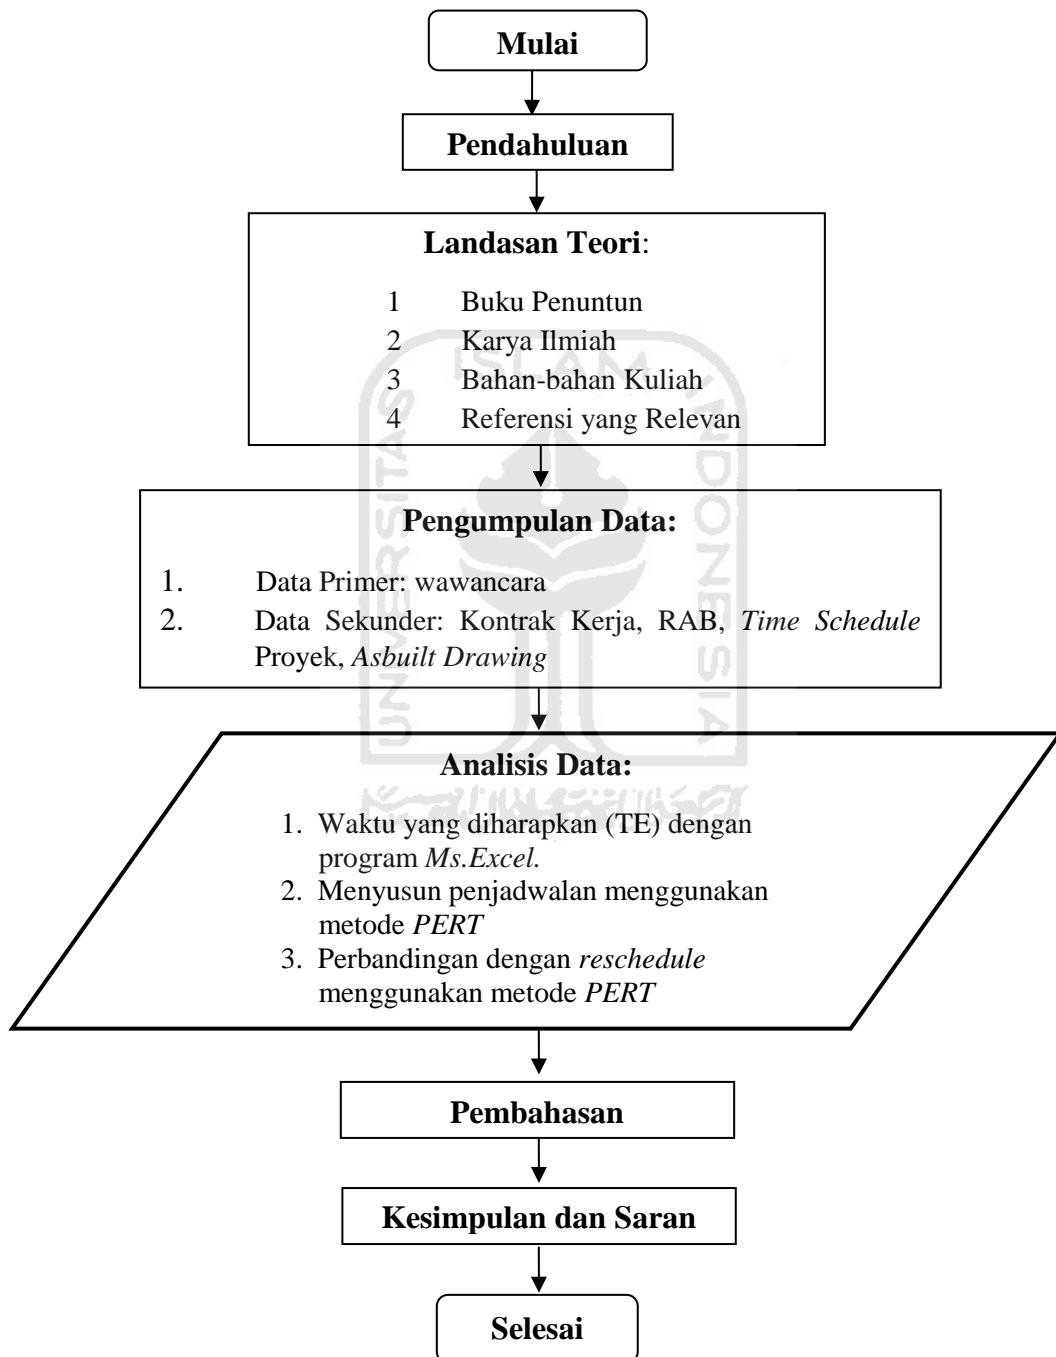 Mulai
Pendahuluan
Landasan Teori:
1 Buku Penuntun
2 Karya Ilmiah
3 Bahan-bahan Kuliah
4 Referensi yang Relevan
Pengumpulan Data:
1. Data Primer: wawancara
2. Data Sekunder: Kontrak Kerja, RAB, Time Schedule
Proyek, Asbuilt Drawing
Analisis Data:
1. Waktu yang diharapkan (TE) dengan
program Ms.Excel.
2. Menyusun penjadwalan menggunakan
metode PERT
3. Perbandingan dengan reschedule
menggunakan metode PERT
Pembahasan
Kesimpulan dan Saran
Selesai
UNIVERSITAS
ISLAM
INDONESIA